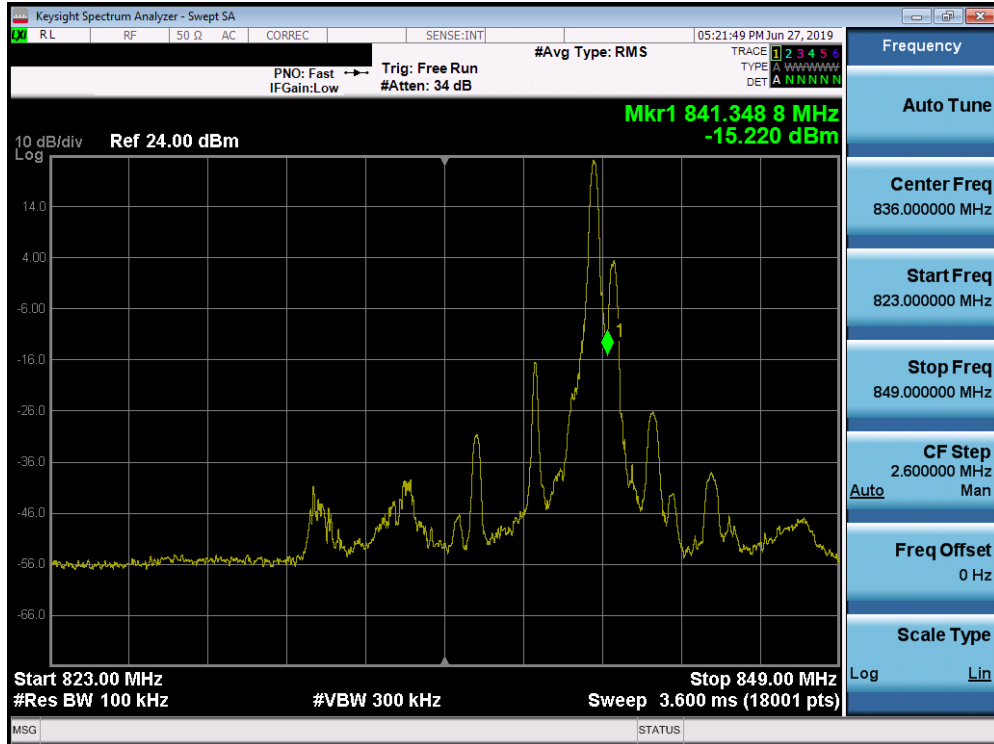 Keysight Spectrum Analyzer - Swept SA
LXI RL RF 50 Ω AC CORREC SENSE:INT 05:21:49 PM Jun 27, 2019
#Avg Type: RMS TRACE 1 2 3 4 5 6
PNO: Fast Trig: Free Run TYPE A WWWWW
IFGain:Low #Atten: 34 dB DET A N N N N N
Mkr1 841.348 8 MHz
-15.220 dBm
10 dB/div Ref 24.00 dBm
Log
14.0
4.00
-6.00
1
-16.0
-26.0
-36.0
-46.0
-56.0
-66.0
Start 823.00 MHz Stop 849.00 MHz
#Res BW 100 kHz #VBW 300 kHz Sweep 3.600 ms (18001 pts)
MSG STATUS
Frequency
Auto Tune
Center Freq
836.000000 MHz
Start Freq
823.000000 MHz
Stop Freq
849.000000 MHz
CF Step
2.600000 MHz
Auto Man
Freq Offset
0 Hz
Scale Type
Log Lin